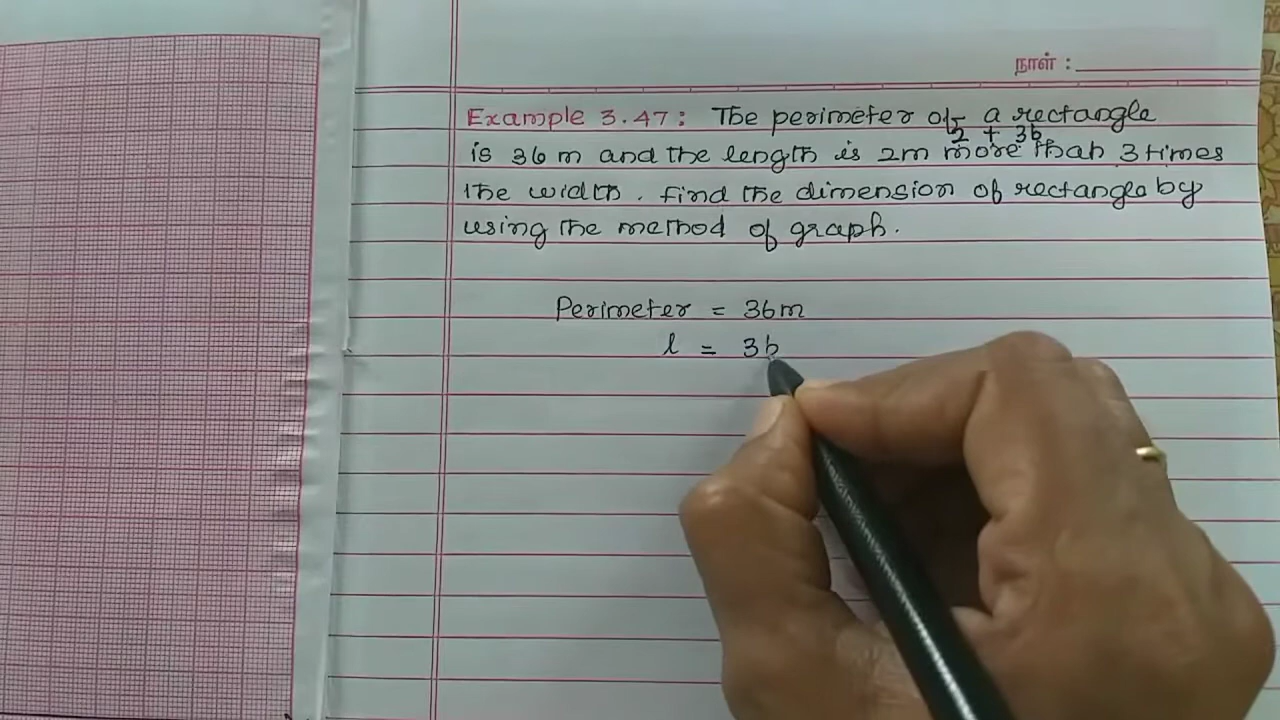 நாள் :
Example 3.47: The perimeter of a rectangle
2 + 3b
is 36 m and the length is 2m more than 3 times
the width. find the dimension of rectangle by
using the method of graph.
Perimeter = 36m
l = 3b